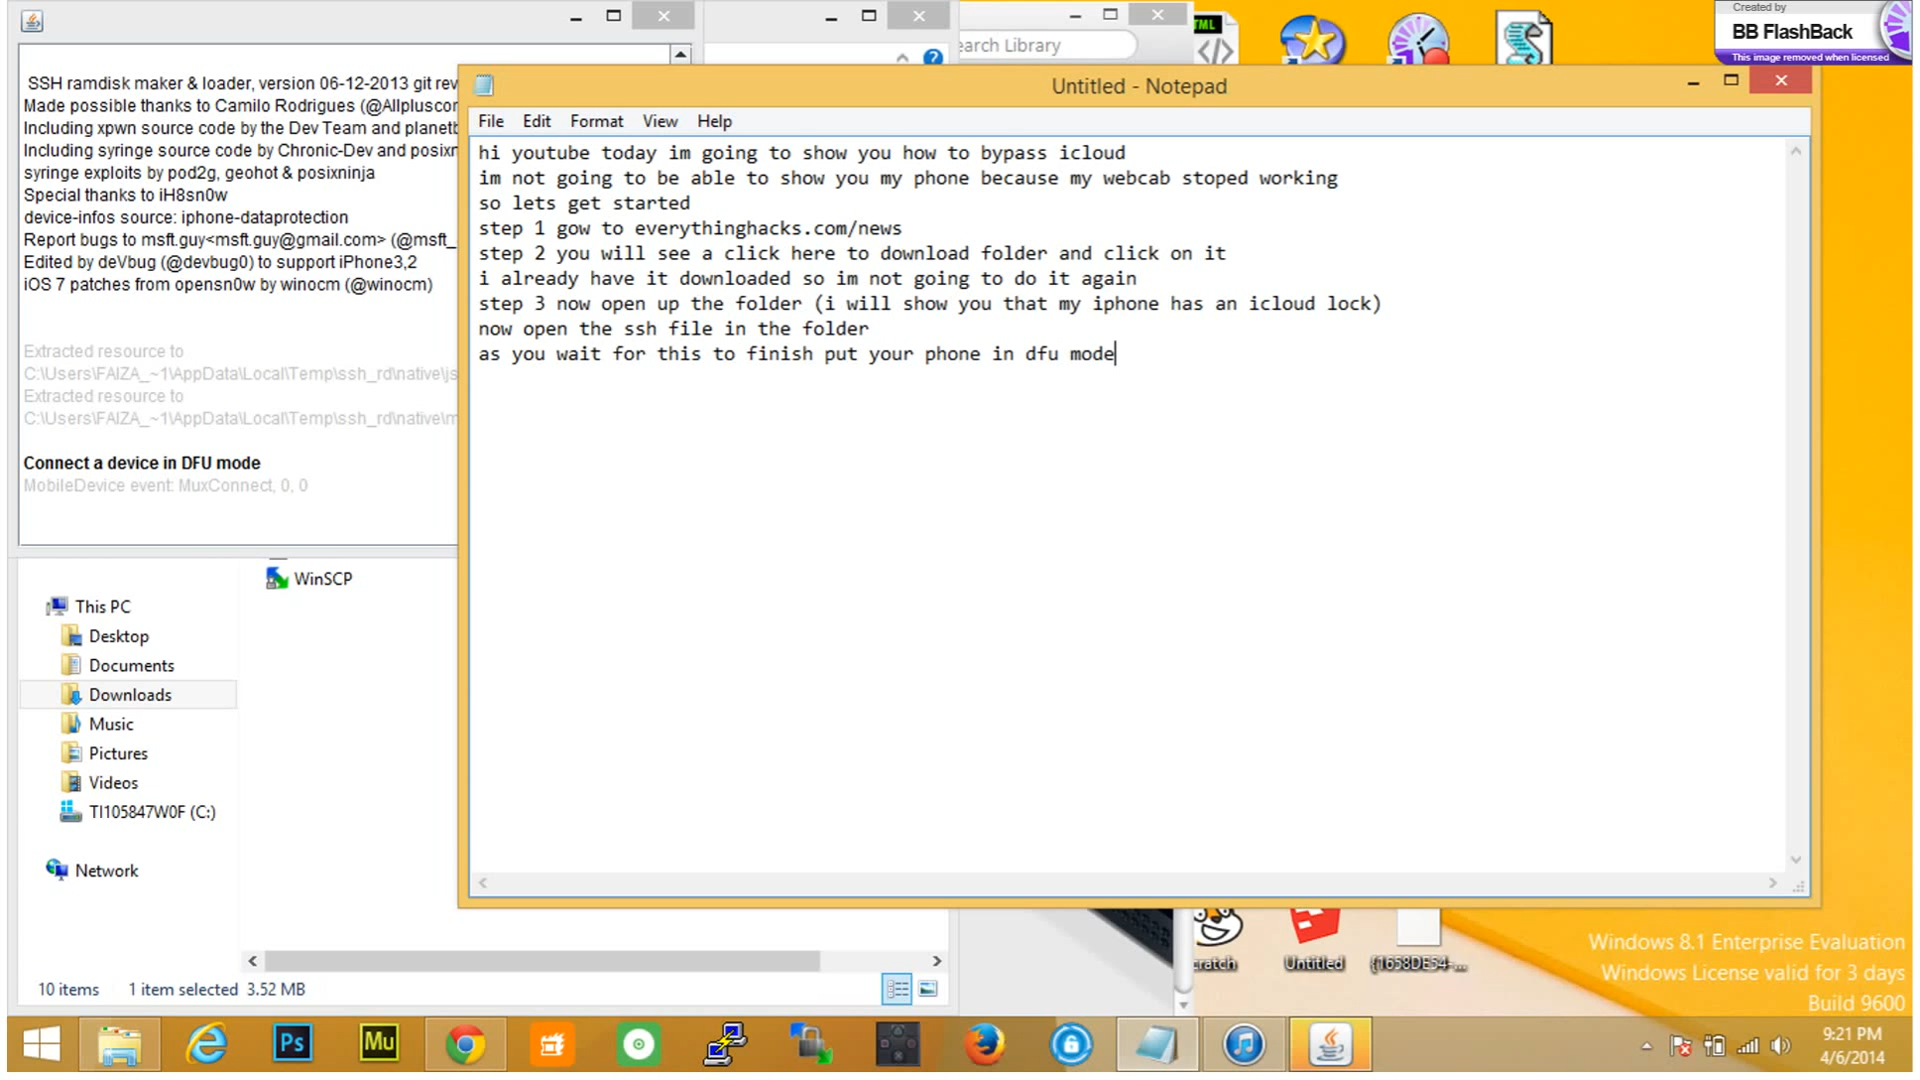 Created by
BB FlashBack
This image removed when licensed
earch Library
SSH ramdisk maker & loader, version 06-12-2013 git rev
Made possible thanks to Camilo Rodrigues (@Allpluscor
Including xpwn source code by the Dev Team and planetb
Including syringe source code by Chronic-Dev and posixn
syringe exploits by pod2g, geohot & posixninja
Special thanks to iH8sn0w
device-infos source: iphone-dataprotection
Report bugs to msft.guy<msft.guy@gmail.com> (@msft_
Edited by deVbug (@devbug0) to support iPhone3,2
iOS 7 patches from opensn0w by winocm (@winocm)
Extracted resource to
C:\Users\FAIZA_~1\AppData\Local\Temp\ssh_rd\native\js
Extracted resource to
C:\Users\FAIZA_~1\AppData\Local\Temp\ssh_rd\native\m
Connect a device in DFU mode
MobileDevice event: MuxConnect, 0, 0
Untitled - Notepad
File Edit Format View Help
hi youtube today im going to show you how to bypass icloud
im not going to be able to show you my phone because my webcab stoped working
so lets get started
step 1 gow to everythinghacks.com/news
step 2 you will see a click here to download folder and click on it
i already have it downloaded so im not going to do it again
step 3 now open up the folder (i will show you that my iphone has an icloud lock)
now open the ssh file in the folder
as you wait for this to finish put your phone in dfu mode
WinSCP
This PC
Desktop
Documents
Downloads
Music
Pictures
Videos
TI105847W0F (C:)
Network
10 items 1 item selected 3.52 MB
cratch
Untitled
{1658DE54-...
Windows 8.1 Enterprise Evaluation
Windows License valid for 3 days
Build 9600
Ps
Mu
9:21 PM
4/6/2014